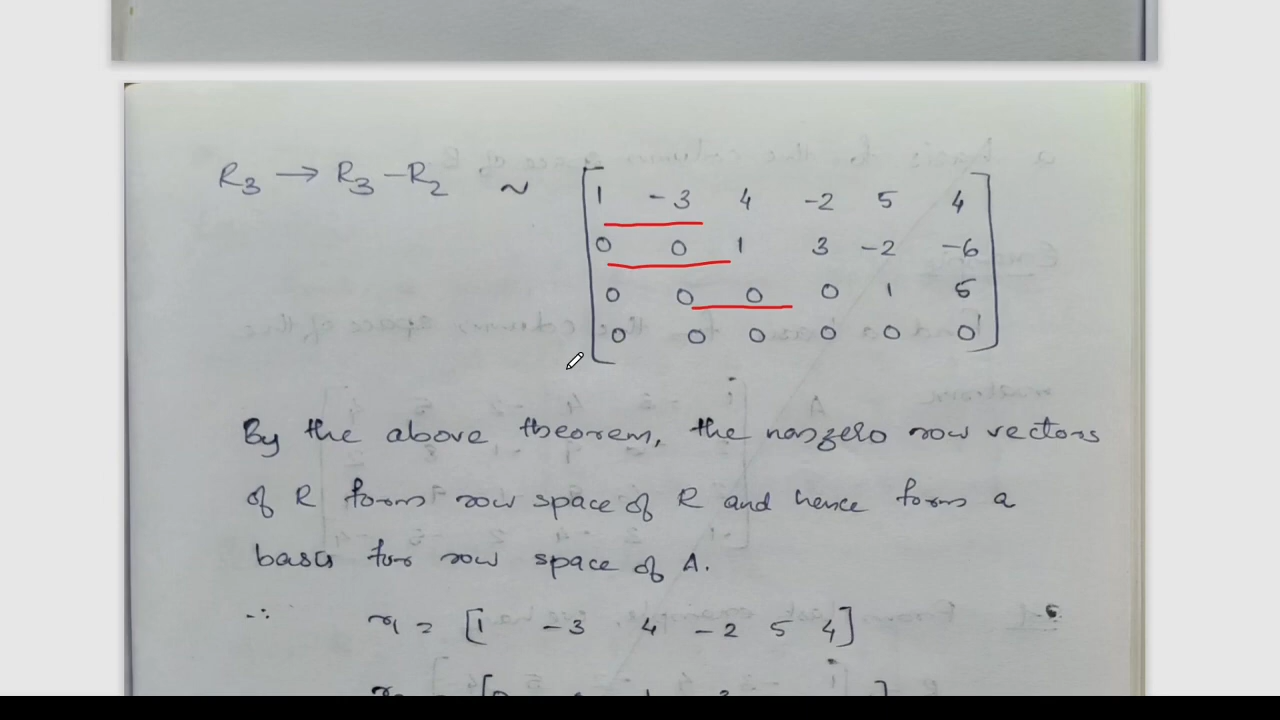 R₃ → R₃ - R₂ ~ [1 -3 4 -2 5 4
0 0 1 3 -2 -6
0 0 0 0 1 5
0 0 0 0 0 0]
By the above theorem, the nonzero row vectors
of R forms row space of R and hence forms a
basis for row space of A.
∴ r₁ = [1 -3 4 -2 5 4]